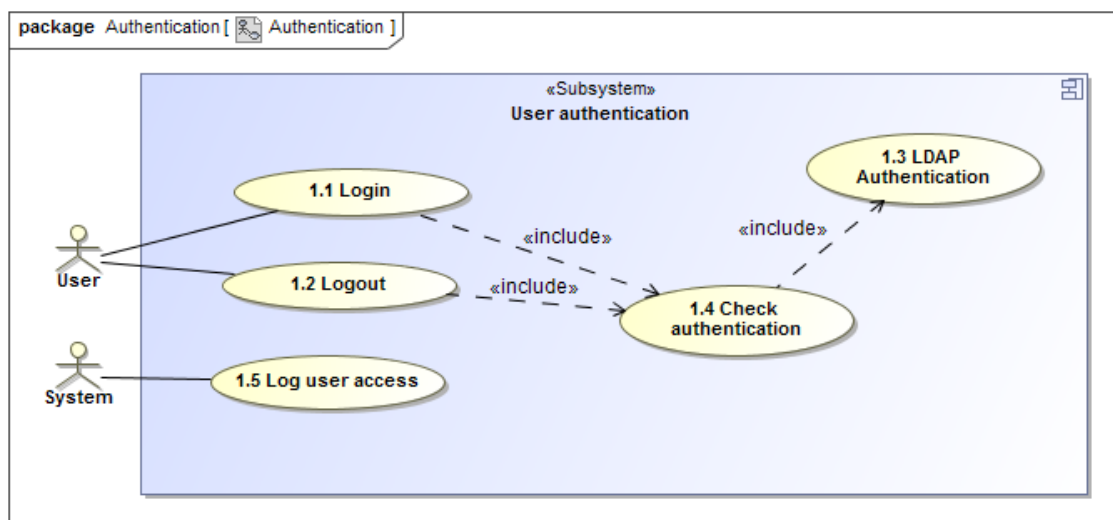 package Authentication [ Authentication ]
«Subsystem»
User authentication
1.3 LDAP
Authentication
1.1 Login
«include»
«include»
User
1.2 Logout
«include»
1.4 Check
authentication
1.5 Log user access
System